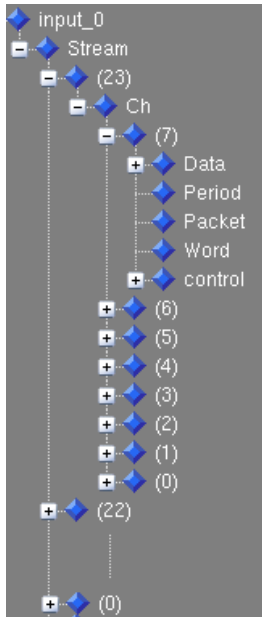 input_0
Stream
(23)
Ch
(7)
Data
Period
Packet
Word
control
(6)
(5)
(4)
(3)
(2)
(1)
(0)
(22)
(0)